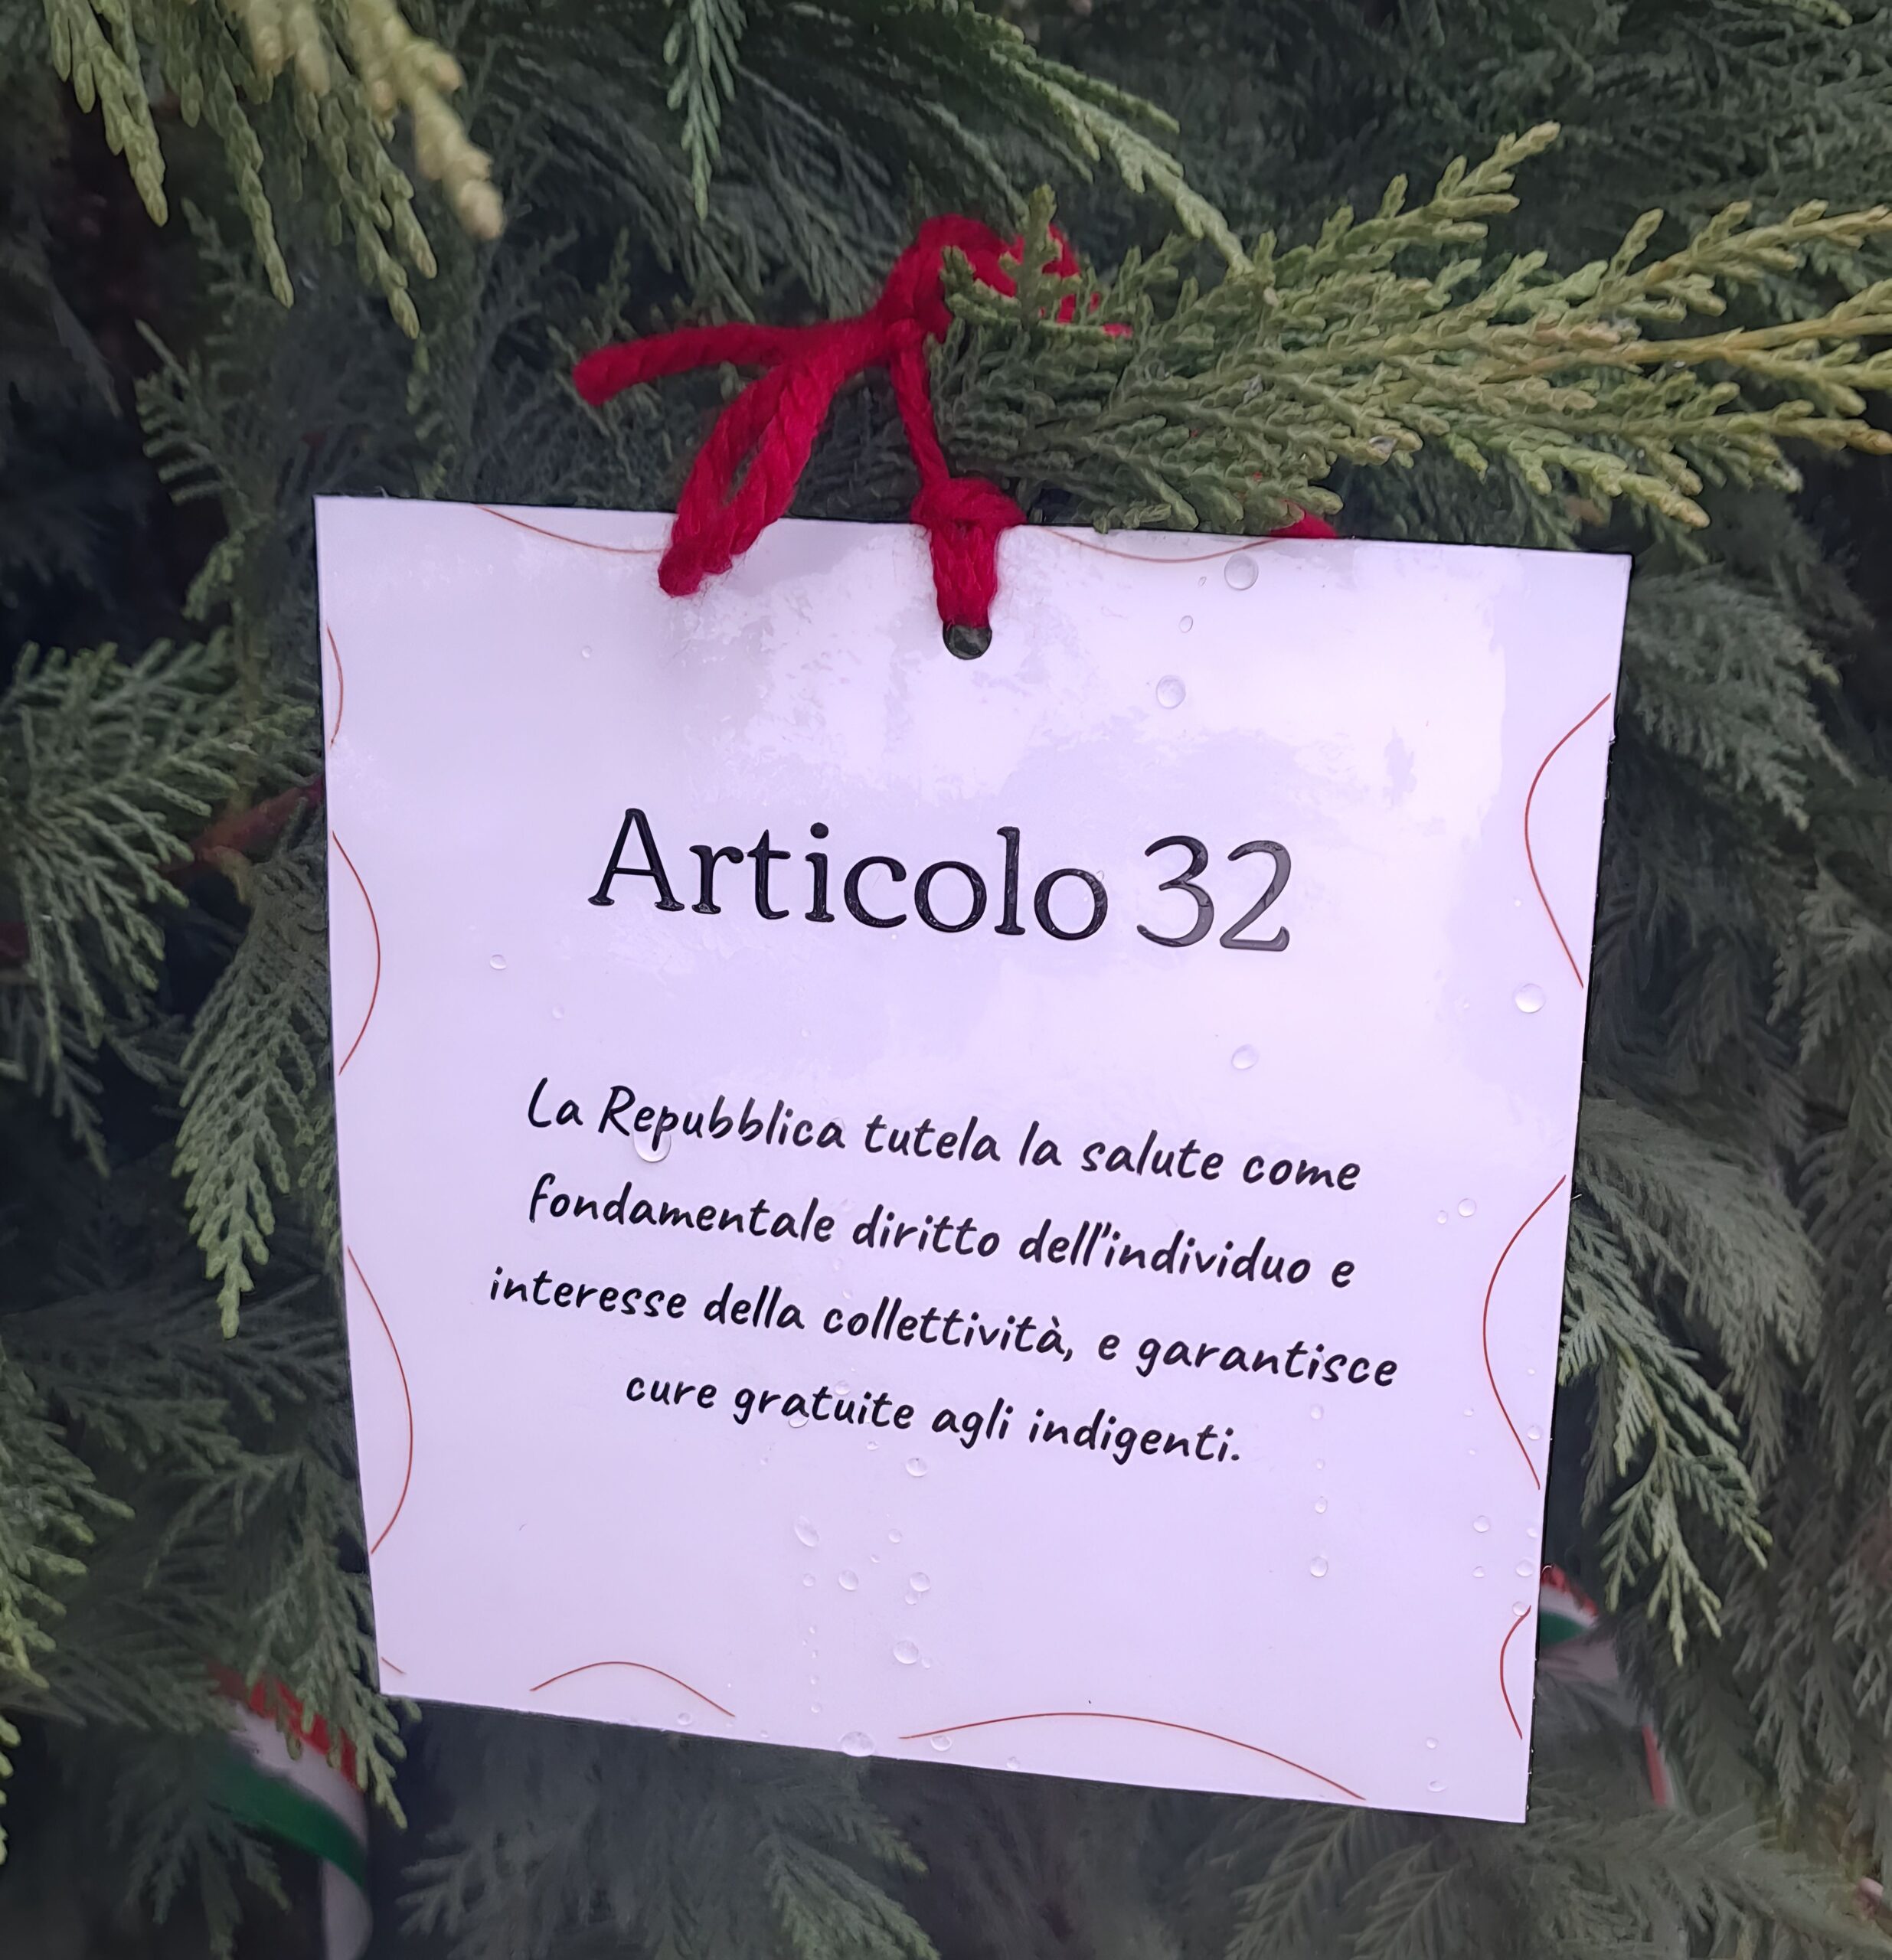 Articolo 32
La Repubblica tutela la salute come
fondamentale diritto dell'individuo e
interesse della collettività, e garantisce
cure gratuite agli indigenti.